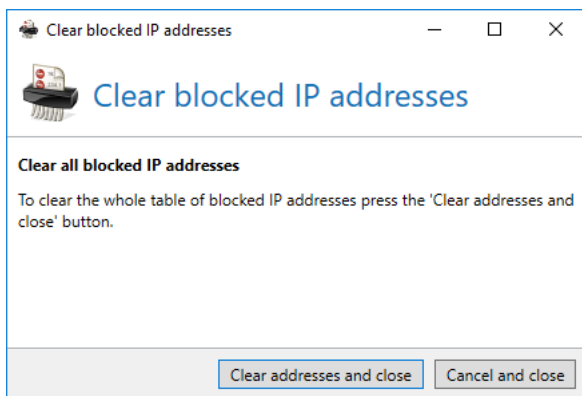 Clear blocked IP addresses
Clear blocked IP addresses
Clear all blocked IP addresses
To clear the whole table of blocked IP addresses press the 'Clear addresses and
close' button.
Clear addresses and close
Cancel and close